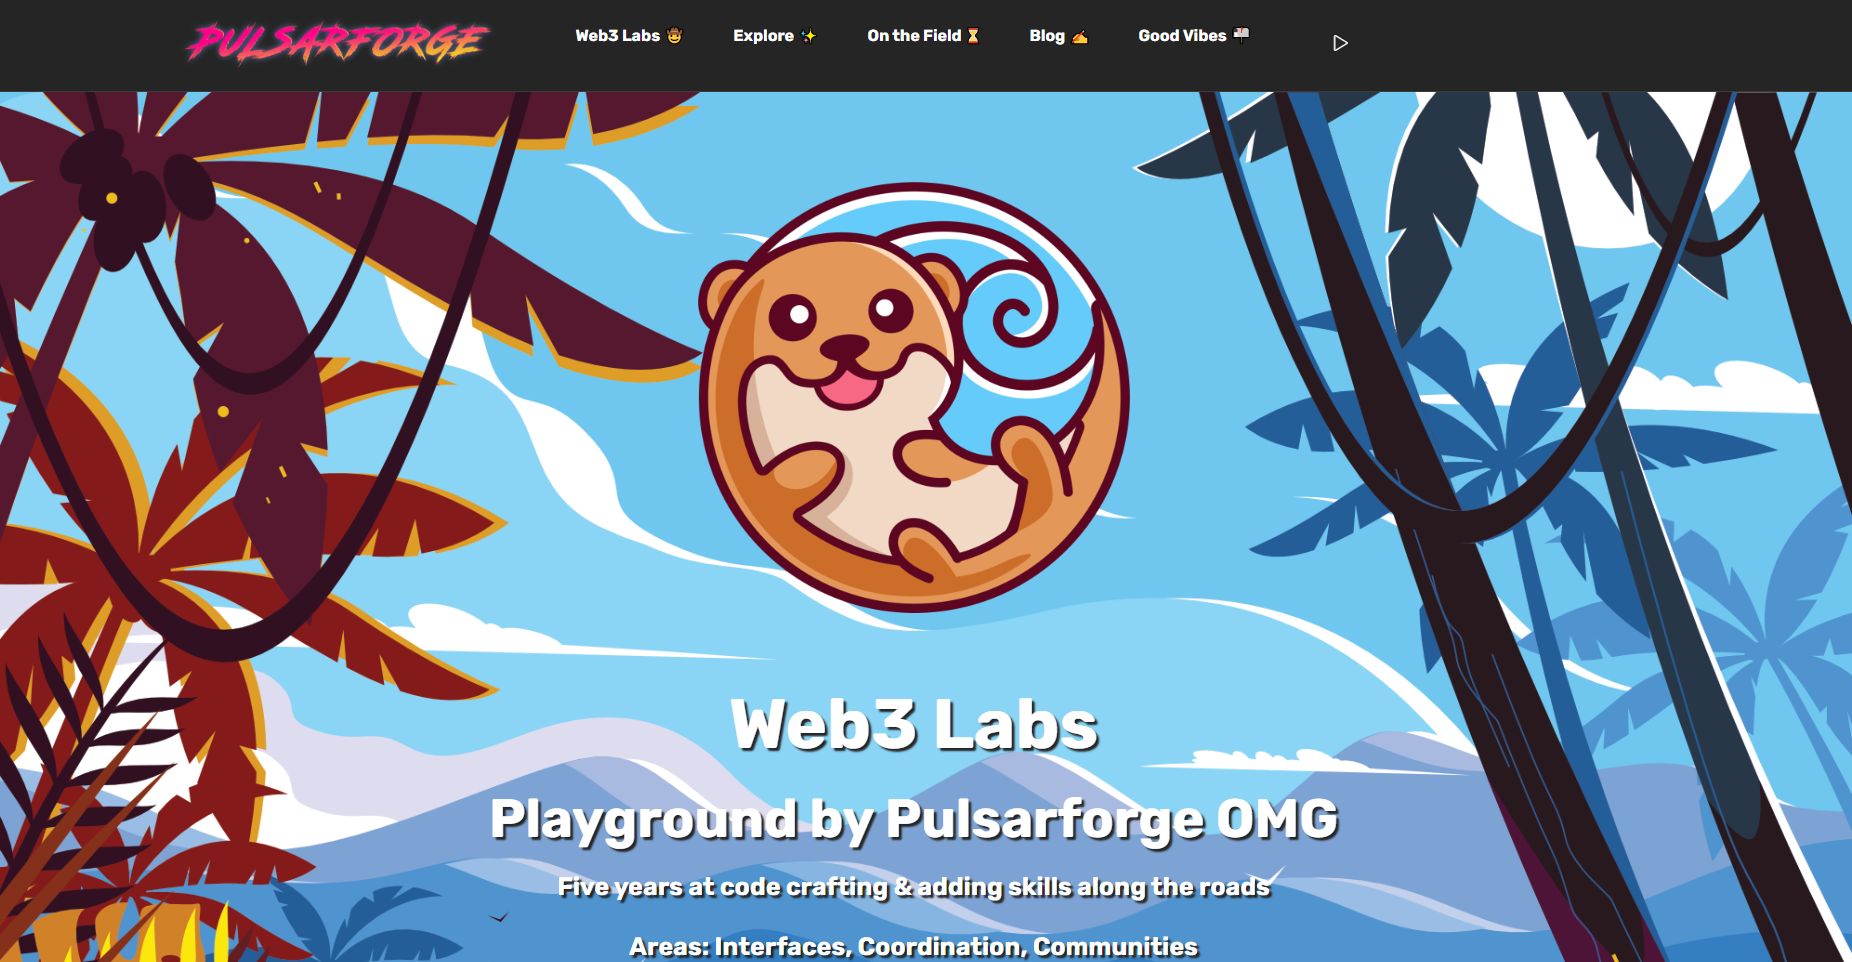 PULSARFORGE
Web3 Labs 🤠 Explore ✨ On the Field ⏳ Blog ✍️ Good Vibes 📬
Web3 Labs
Playground by Pulsarforge OMG
Five years at code crafting & adding skills along the roads
Areas: Interfaces, Coordination, Communities